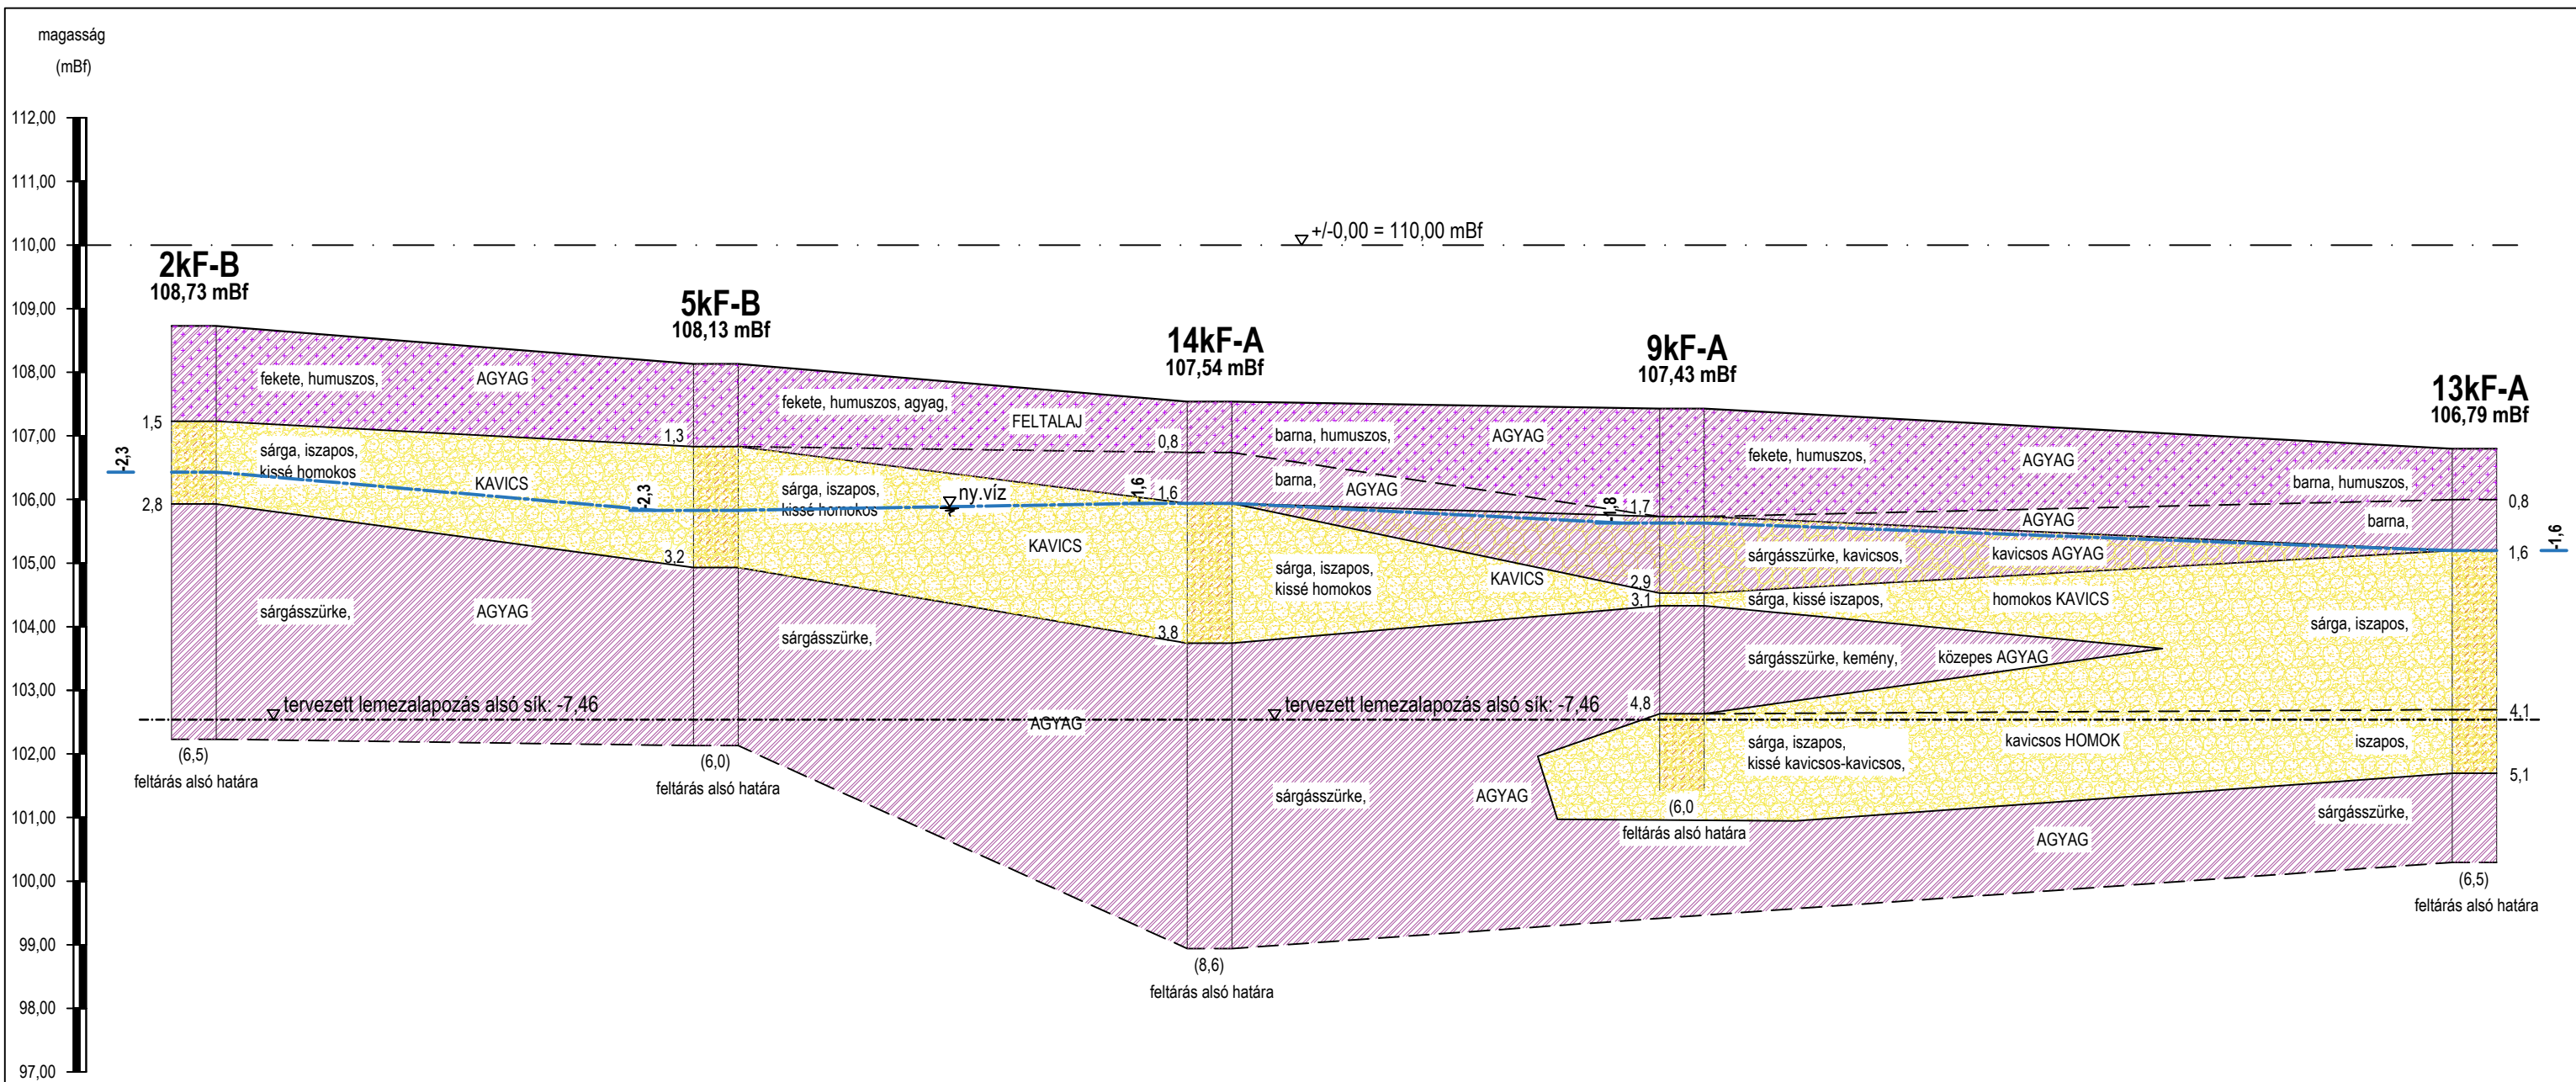 magasság
(mBf)
112,00
111,00
110,00
109,00
108,00
107,00
106,00
105,00
104,00
103,00
102,00
101,00
100,00
99,00
98,00
97,00
+/-0,00 = 110,00 mBf
2kF-B
108,73 mBf
5kF-B
108,13 mBf
14kF-A
107,54 mBf
9kF-A
107,43 mBf
13kF-A
106,79 mBf
1,5
-2,3
2,8
fekete, humuszos,
AGYAG
sárga, iszapos,
kissé homokos
KAVICS
sárgásszürke,
AGYAG
tervezett lemezalapozás alsó sík: -7,46
(6,5)
feltárás alsó határa
1,3
-2,3
3,2
fekete, humuszos, agyag,
FELTALAJ
sárga, iszapos,
kissé homokos
ny.víz
KAVICS
sárgásszürke,
AGYAG
(6,0)
feltárás alsó határa
0,8
-1,6
1,6
3,8
barna, humuszos,
AGYAG
barna,
AGYAG
sárga, iszapos,
kissé homokos
KAVICS
tervezett lemezalapozás alsó sík: -7,46
sárgásszürke,
AGYAG
(8,6)
feltárás alsó határa
-1,8
1,7
2,9
3,1
4,8
fekete, humuszos,
AGYAG
barna, humuszos,
AGYAG
barna,
sárgásszürke, kavicsos,
kavicsos AGYAG
sárga, kissé iszapos,
homokos KAVICS
sárga, iszapos,
sárgásszürke, kemény,
közepes AGYAG
sárga, iszapos,
kissé kavicsos-kavicsos,
kavicsos HOMOK
iszapos,
(6,0
feltárás alsó határa
sárgásszürke,
AGYAG
0,8
1,6
-1,6
4,1
5,1
(6,5)
feltárás alsó határa